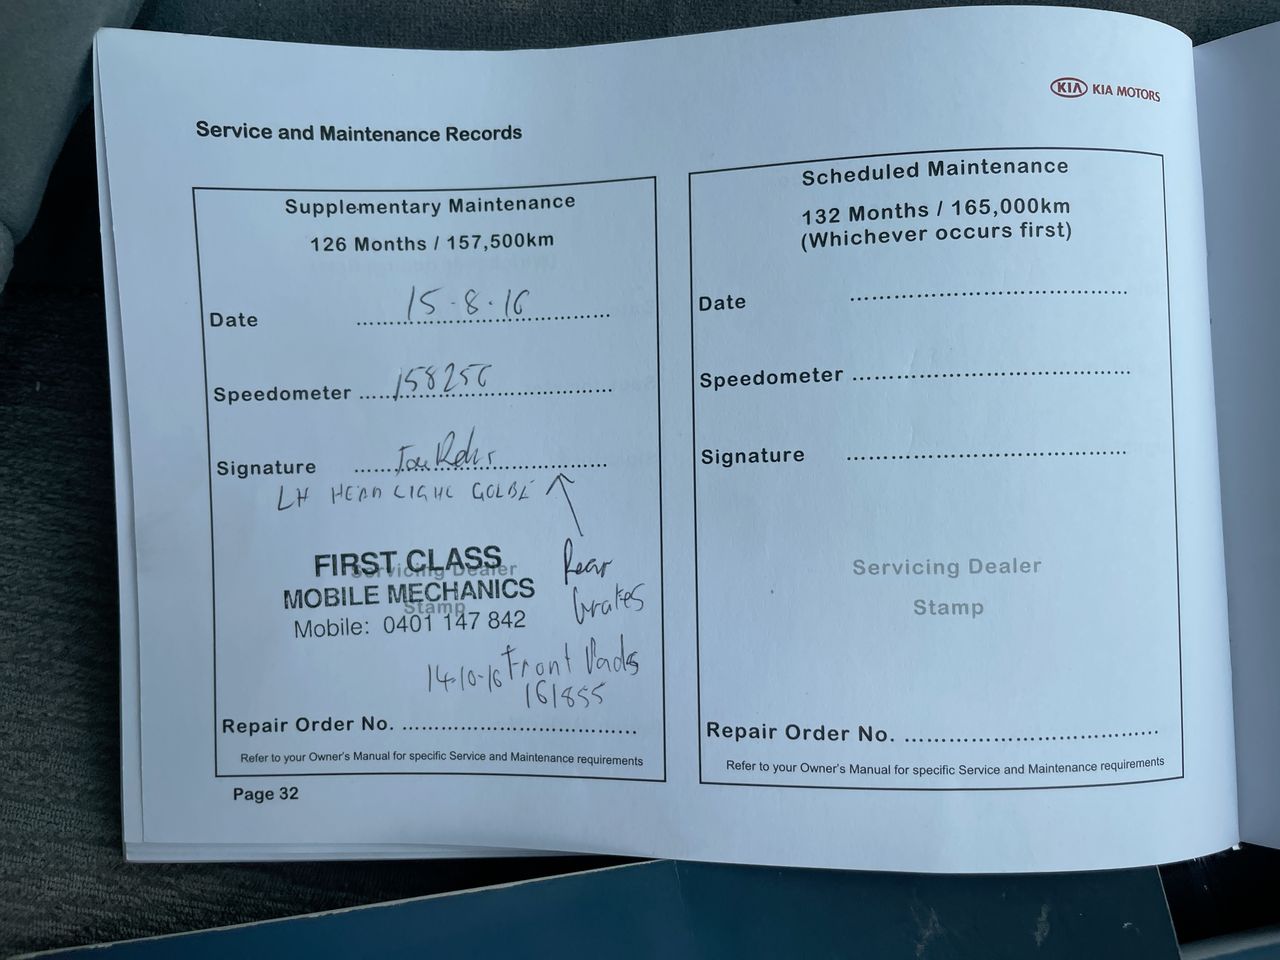 KIA KIA MOTORS
Service and Maintenance Records
Supplementary Maintenance
126 Months / 157,500km
Date 15-8-16
Speedometer 158256
Signature
LH HEADLIGHT GOLBE
FIRST CLASS
Servicing Dealer
MOBILE MECHANICS
Stamp
Mobile: 0401 147 842
Rear
brakes
14-10-16 Front Pads
161855
Repair Order No.
Refer to your Owner's Manual for specific Service and Maintenance requirements
Page 32
Scheduled Maintenance
132 Months / 165,000km
(Whichever occurs first)
Date
Speedometer
Signature
Servicing Dealer
Stamp
Repair Order No.
Refer to your Owner's Manual for specific Service and Maintenance requirements